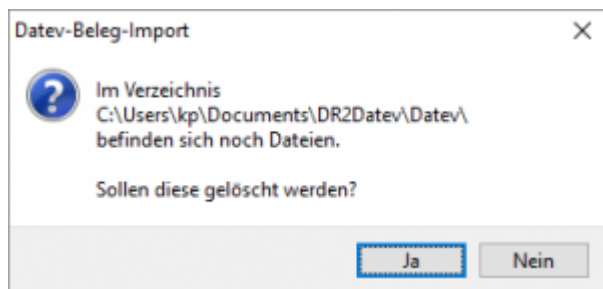 Datev-Beleg-Import
Im Verzeichnis
C:\Users\kp\Documents\DR2Datev\Datev\
befinden sich noch Dateien.
Sollen diese gelöscht werden?
Ja
Nein